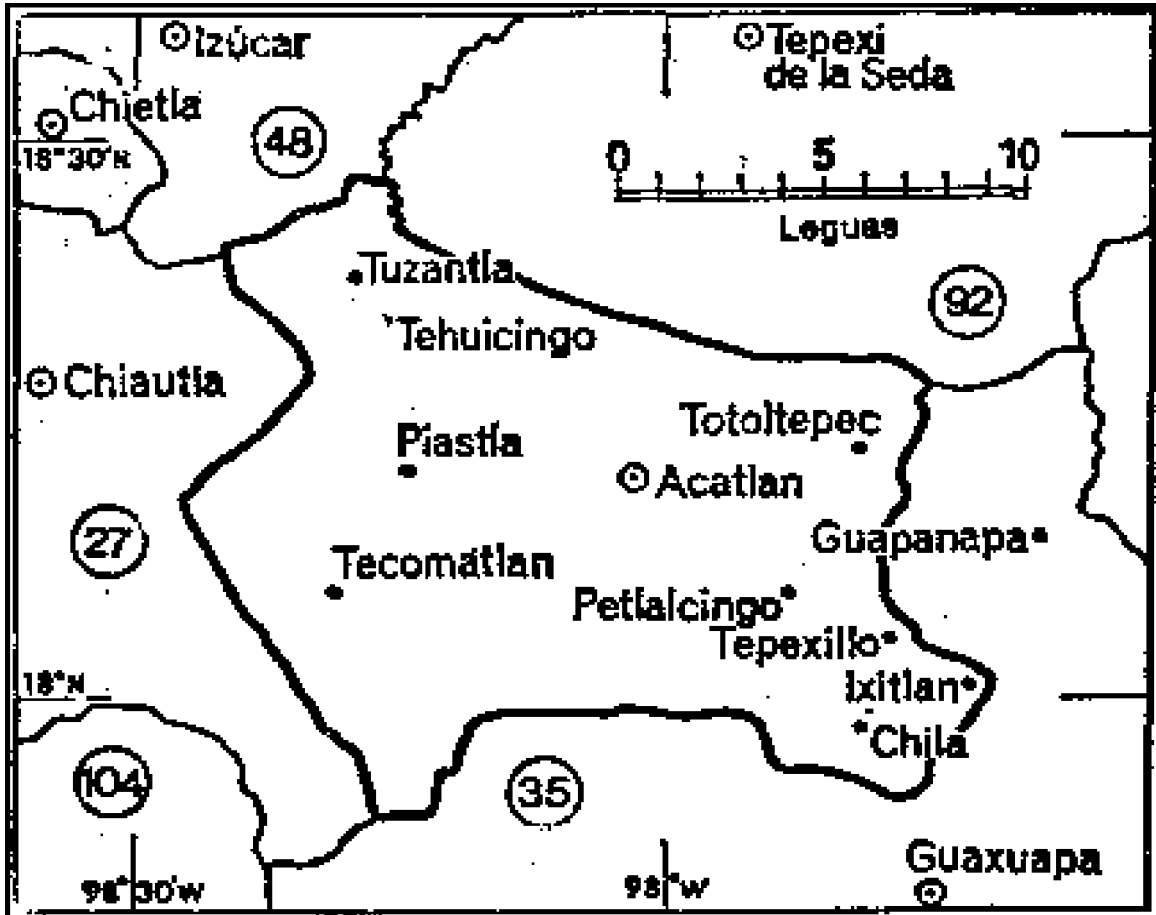 Izúcar
Tepexi
de la Seda
Chietla
48
18°30'N
0 5 10
Leguas
Tuzantla
92
Tehuicingo
Chiautla
Totoltepec
Piastla
Acatlan
27
Guapanapa
Tecomatlan
Petlalcingo
Tepexillo
Ixitlan
18°N
Chila
104
35
Guaxuapa
98°30'W
98°W